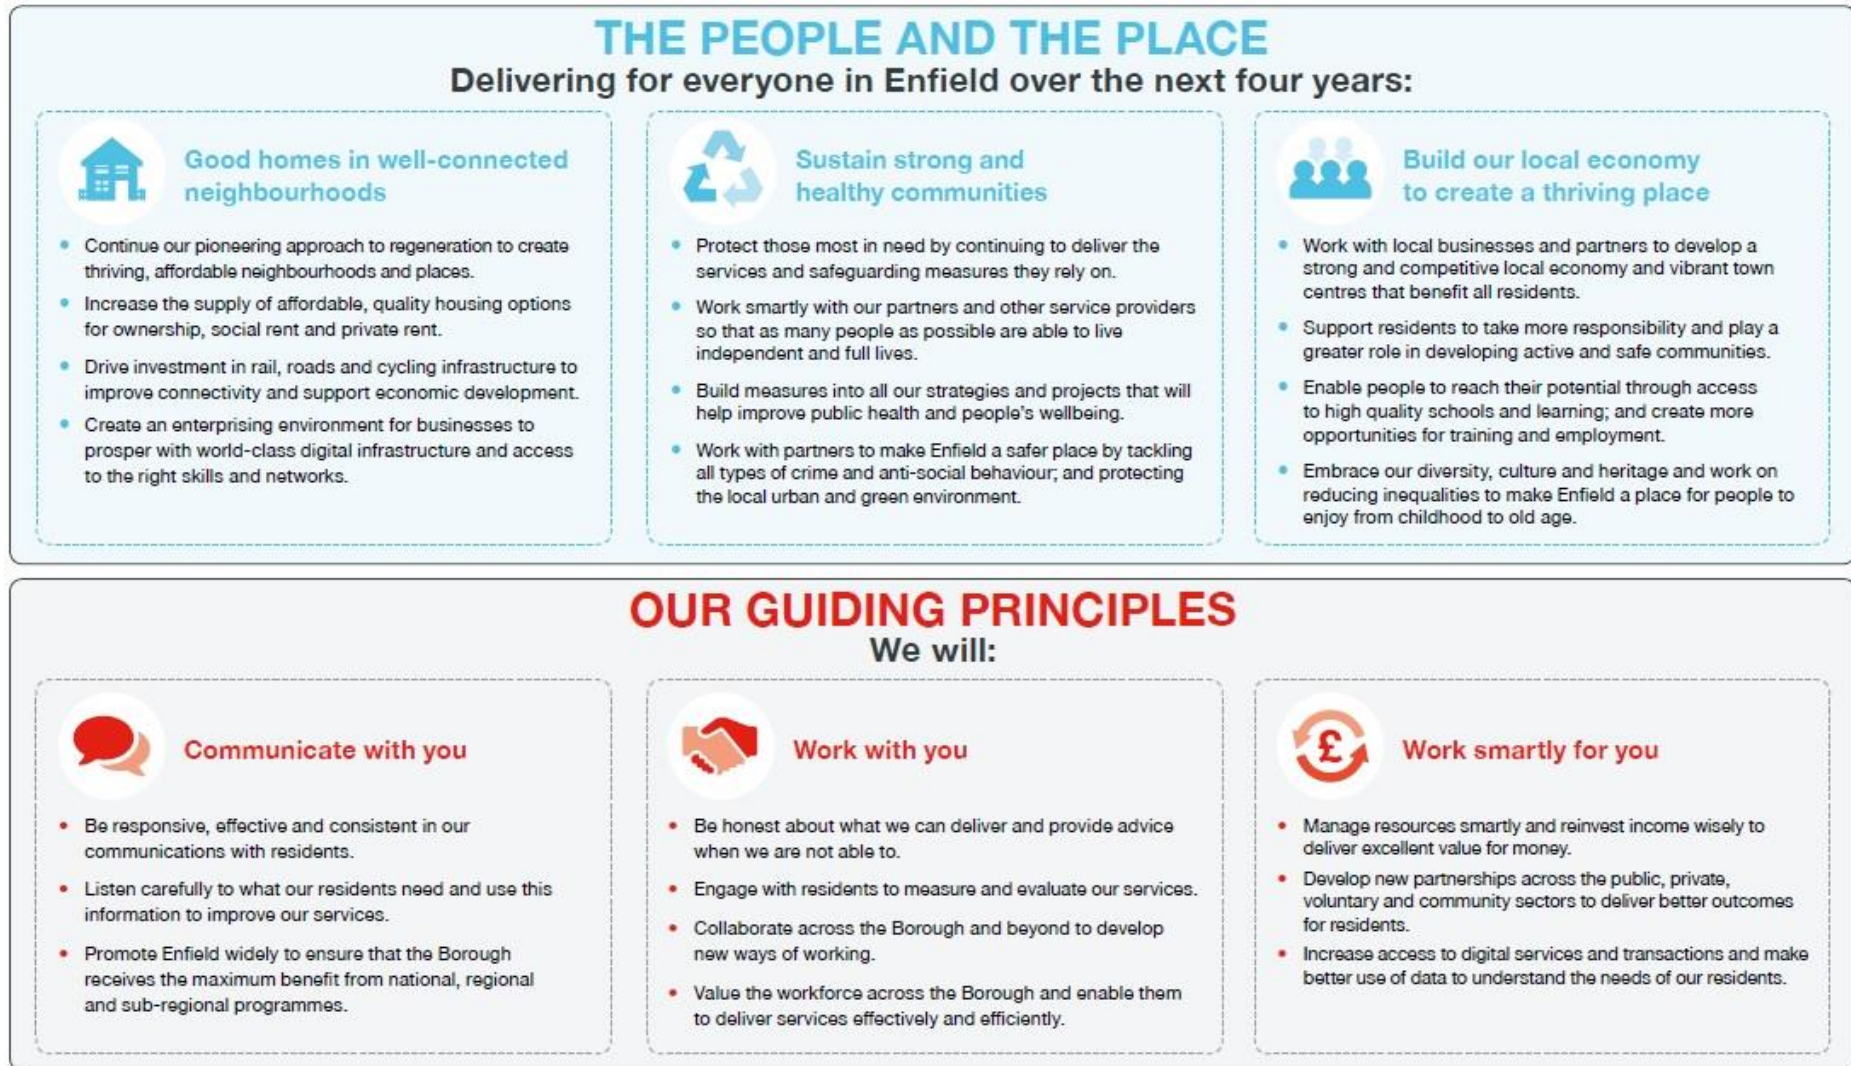 THE PEOPLE AND THE PLACE
Delivering for everyone in Enfield over the next four years:
Good homes in well-connected
neighbourhoods
• Continue our pioneering approach to regeneration to create
thriving, affordable neighbourhoods and places.
• Increase the supply of affordable, quality housing options
for ownership, social rent and private rent.
• Drive investment in rail, roads and cycling infrastructure to
improve connectivity and support economic development.
• Create an enterprising environment for businesses to
prosper with world-class digital infrastructure and access
to the right skills and networks.
Sustain strong and
healthy communities
• Protect those most in need by continuing to deliver the
services and safeguarding measures they rely on.
• Work smartly with our partners and other service providers
so that as many people as possible are able to live
independent and full lives.
• Build measures into all our strategies and projects that will
help improve public health and people's wellbeing.
• Work with partners to make Enfield a safer place by tackling
all types of crime and anti-social behaviour; and protecting
the local urban and green environment.
Build our local economy
to create a thriving place
• Work with local businesses and partners to develop a
strong and competitive local economy and vibrant town
centres that benefit all residents.
• Support residents to take more responsibility and play a
greater role in developing active and safe communities.
• Enable people to reach their potential through access
to high quality schools and learning; and create more
opportunities for training and employment.
• Embrace our diversity, culture and heritage and work on
reducing inequalities to make Enfield a place for people to
enjoy from childhood to old age.
OUR GUIDING PRINCIPLES
We will:
Communicate with you
• Be responsive, effective and consistent in our
communications with residents.
• Listen carefully to what our residents need and use this
information to improve our services.
• Promote Enfield widely to ensure that the Borough
receives the maximum benefit from national, regional
and sub-regional programmes.
Work with you
• Be honest about what we can deliver and provide advice
when we are not able to.
• Engage with residents to measure and evaluate our services.
• Collaborate across the Borough and beyond to develop
new ways of working.
• Value the workforce across the Borough and enable them
to deliver services effectively and efficiently.
£
Work smartly for you
• Manage resources smartly and reinvest income wisely to
deliver excellent value for money.
• Develop new partnerships across the public, private,
voluntary and community sectors to deliver better outcomes
for residents.
• Increase access to digital services and transactions and make
better use of data to understand the needs of our residents.